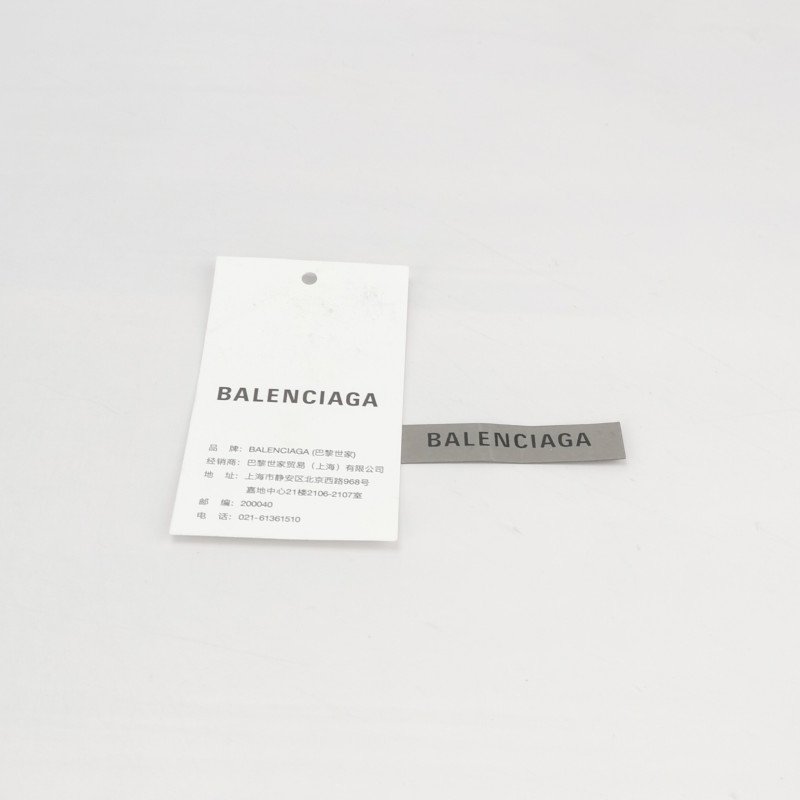 BALENCIAGA
品 牌: BALENCIAGA (巴黎世家)
经销商: 巴黎世家贸易 (上海) 有限公司
地 址: 上海市静安区北京西路968号
嘉地中心21楼2106-2107室
邮 编: 200040
电 话: 021-61361510
BALENCIAGA